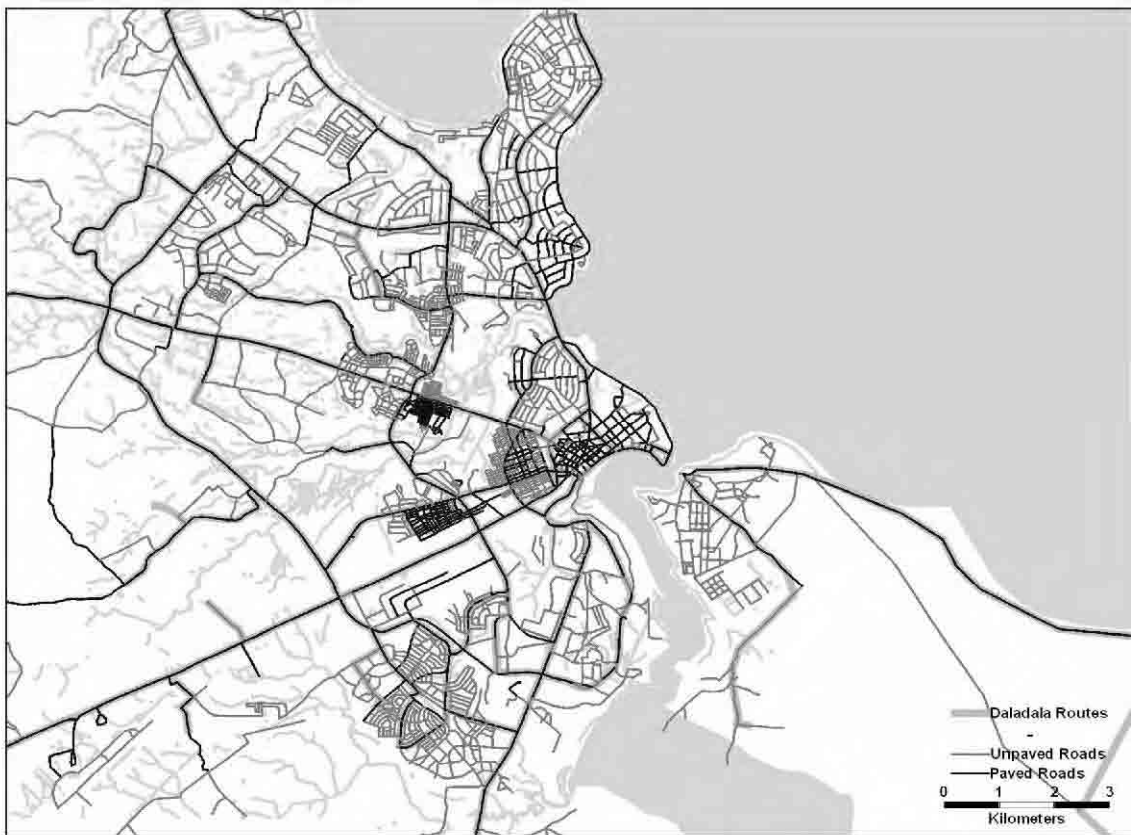 Daladala Routes
-
Unpaved Roads
Paved Roads
0 1 2 3
Kilometers